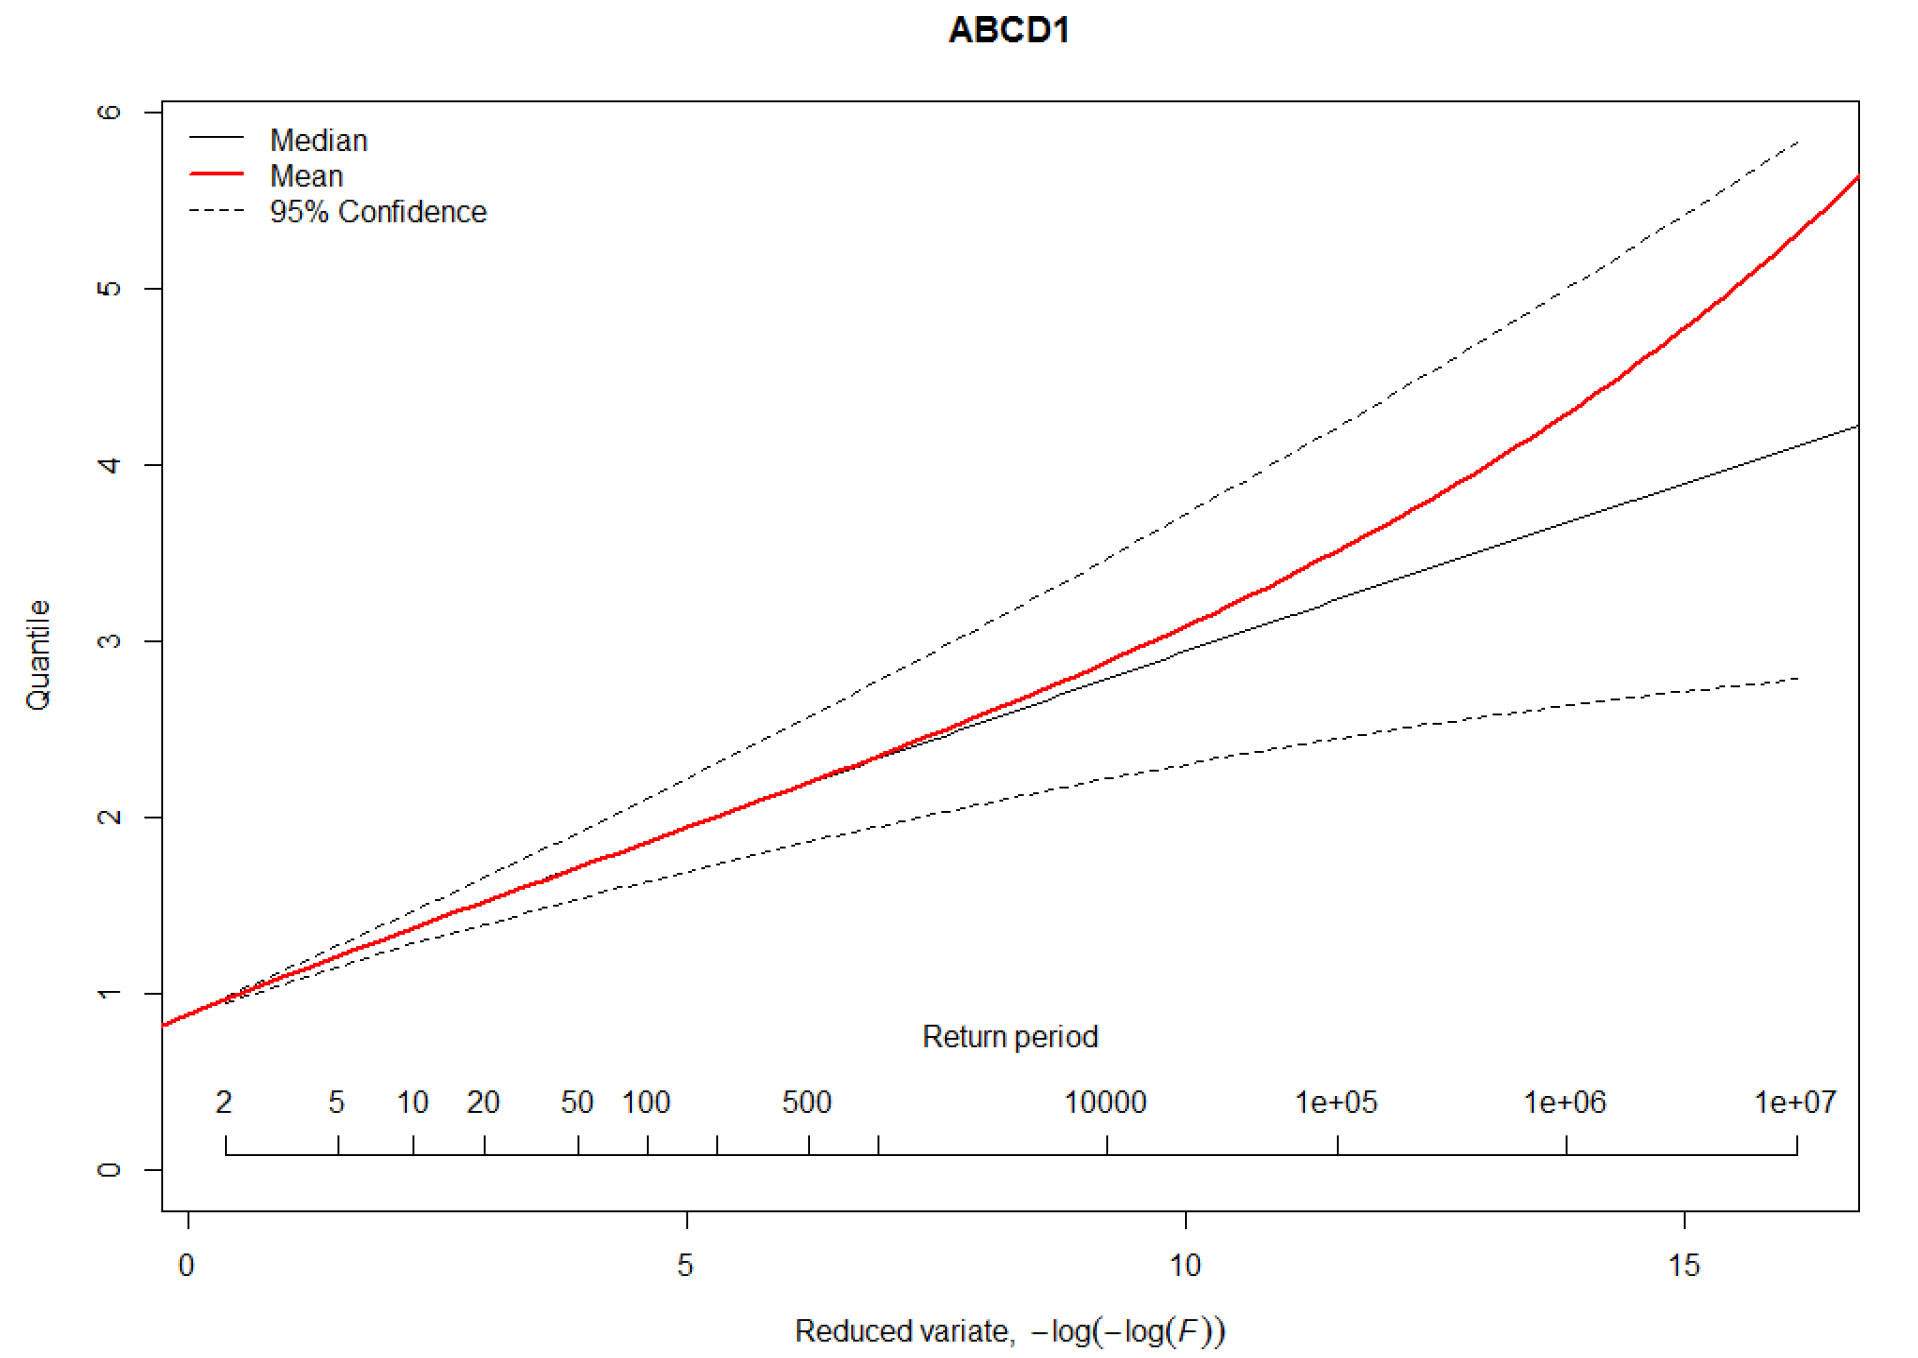 ABCD1
Median
Mean
95% Confidence
6
5
4
3
2
1
0
Quantile
Return period
2 5 10 20 50 100 500 10000 1e+05 1e+06 1e+07
0 5 10 15
Reduced variate, −log(−log(F))